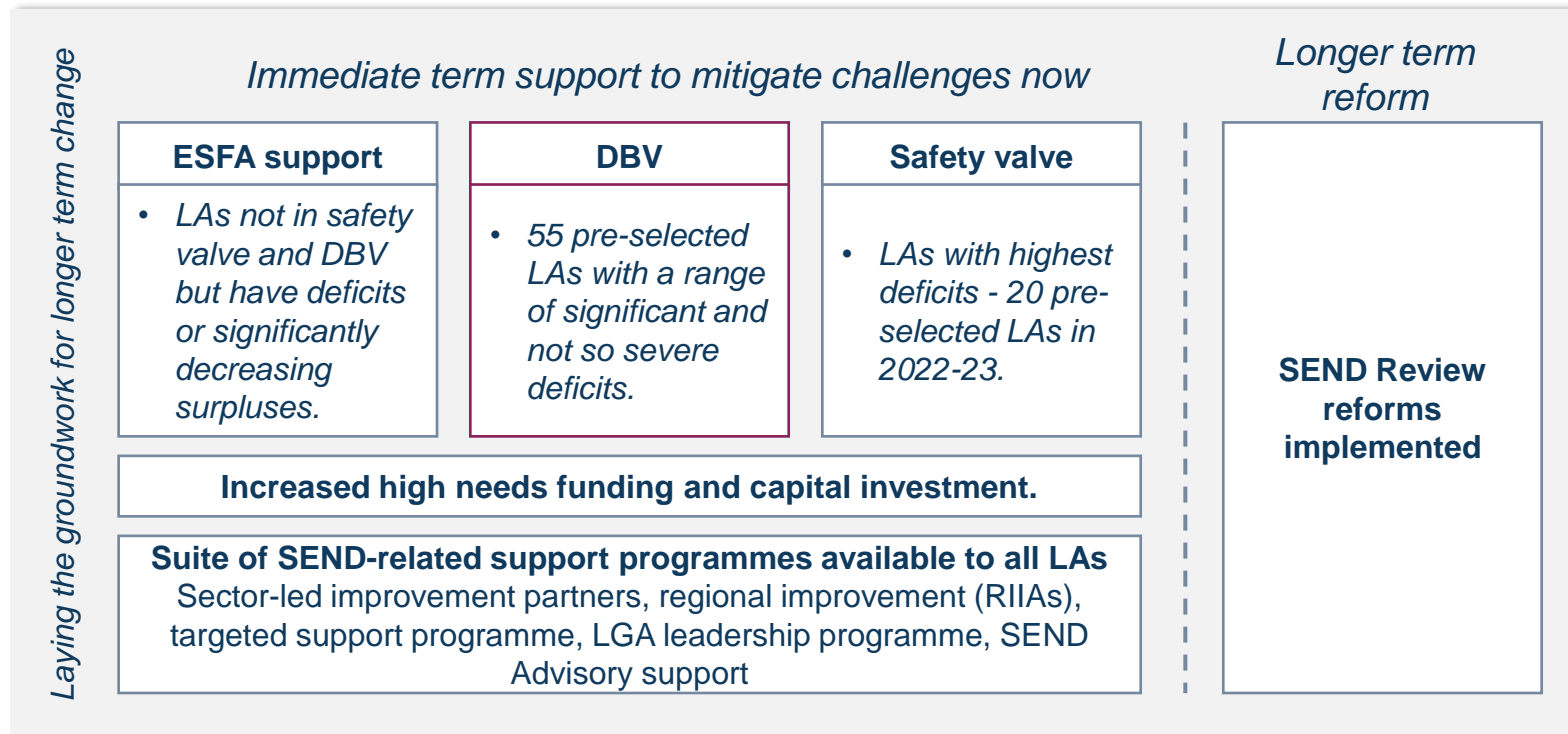 Laying the groundwork for longer term change
Immediate term support to mitigate challenges now
Longer term
reform
ESFA support
• LAs not in safety
valve and DBV
but have deficits
or significantly
decreasing
surpluses.
DBV
• 55 pre-selected
LAs with a range
of significant and
not so severe
deficits.
Safety valve
• LAs with highest
deficits - 20 pre-
selected LAs in
2022-23.
Increased high needs funding and capital investment.
Suite of SEND-related support programmes available to all LAs
Sector-led improvement partners, regional improvement (RIIAs),
targeted support programme, LGA leadership programme, SEND
Advisory support
SEND Review
reforms
implemented